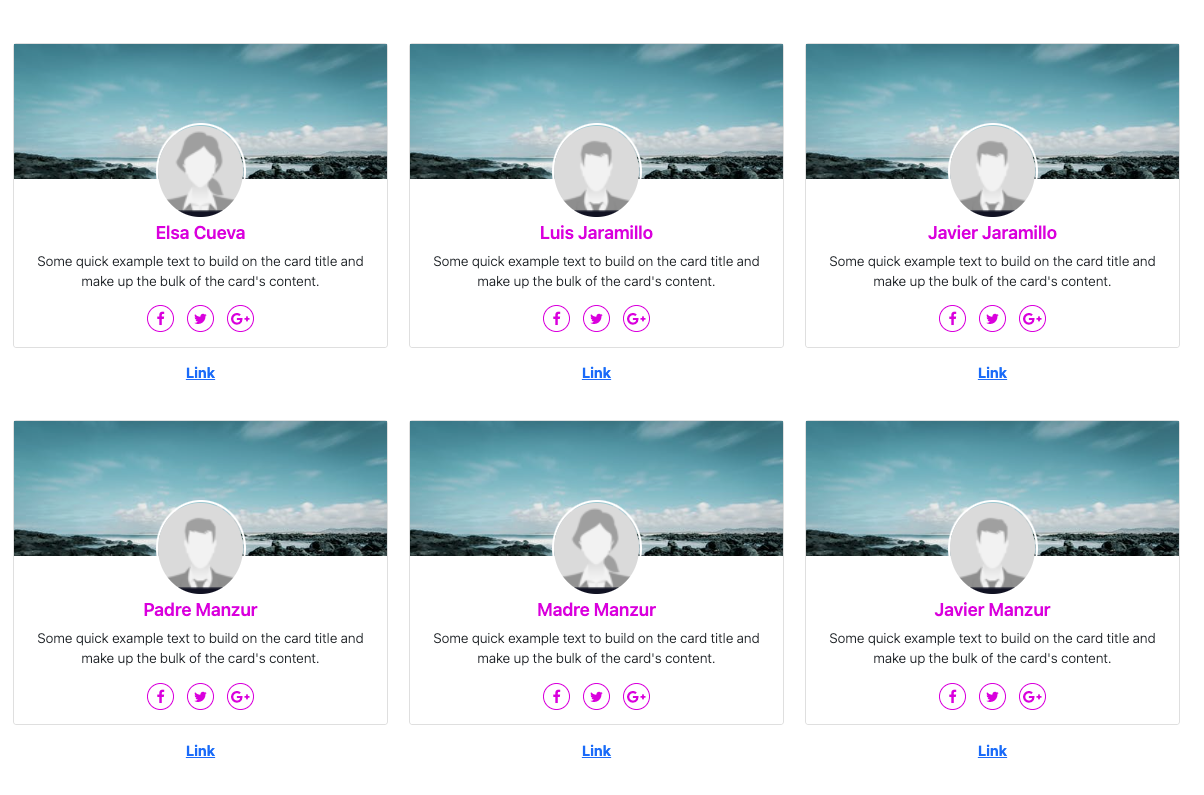 Elsa Cueva
Some quick example text to build on the card title and
make up the bulk of the card's content.
Link
Luis Jaramillo
Some quick example text to build on the card title and
make up the bulk of the card's content.
Link
Javier Jaramillo
Some quick example text to build on the card title and
make up the bulk of the card's content.
Link
Padre Manzur
Some quick example text to build on the card title and
make up the bulk of the card's content.
Link
Madre Manzur
Some quick example text to build on the card title and
make up the bulk of the card's content.
Link
Javier Manzur
Some quick example text to build on the card title and
make up the bulk of the card's content.
Link